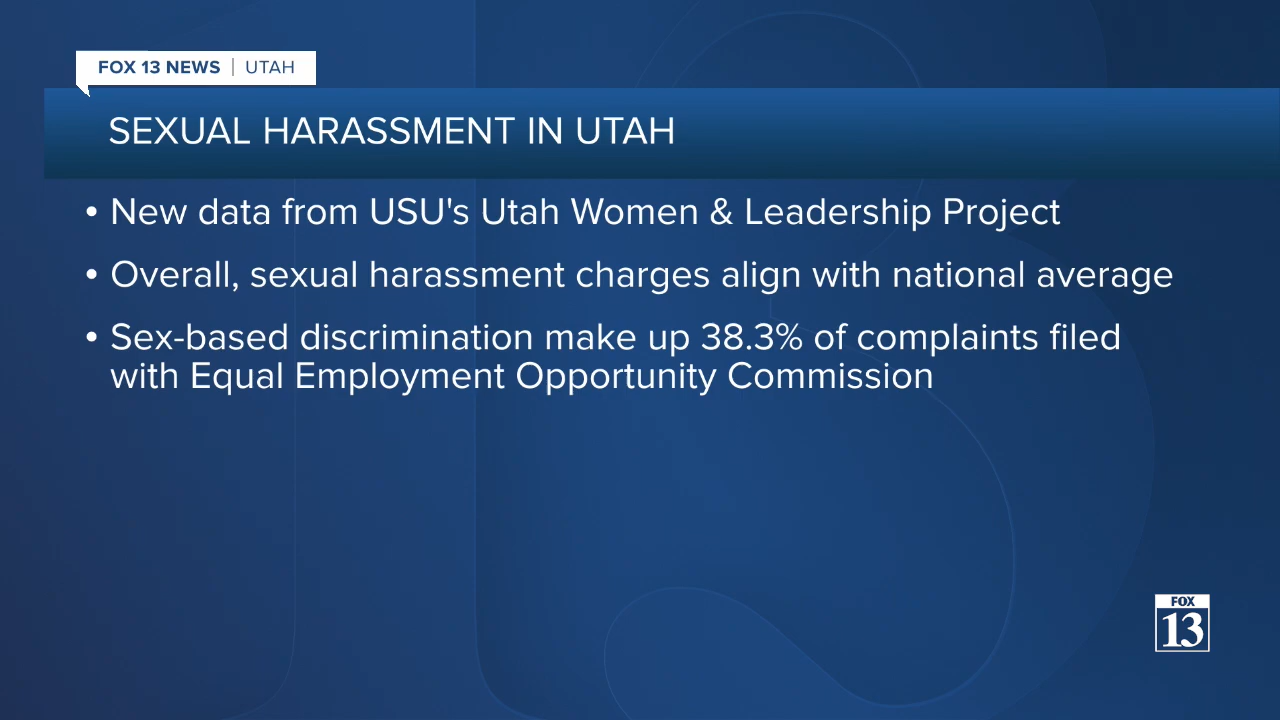 FOX 13 NEWS | UTAH
SEXUAL HARASSMENT IN UTAH
• New data from USU's Utah Women & Leadership Project
• Overall, sexual harassment charges align with national average
• Sex-based discrimination make up 38.3% of complaints filed
with Equal Employment Opportunity Commission
FOX
13